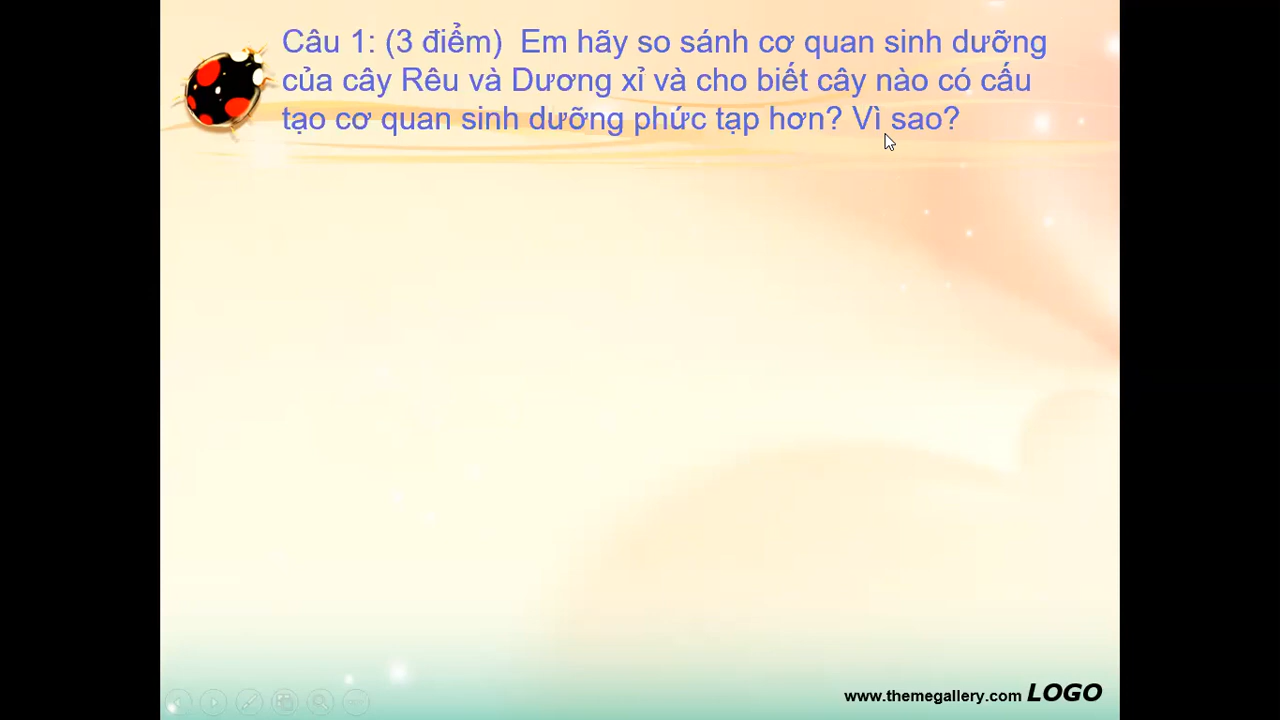 Câu 1: (3 điểm)  Em hãy so sánh cơ quan sinh dưỡng
của cây Rêu và Dương xỉ và cho biết cây nào có cấu
tạo cơ quan sinh dưỡng phức tạp hơn? Vì sao?
www.themegallery.com LOGO